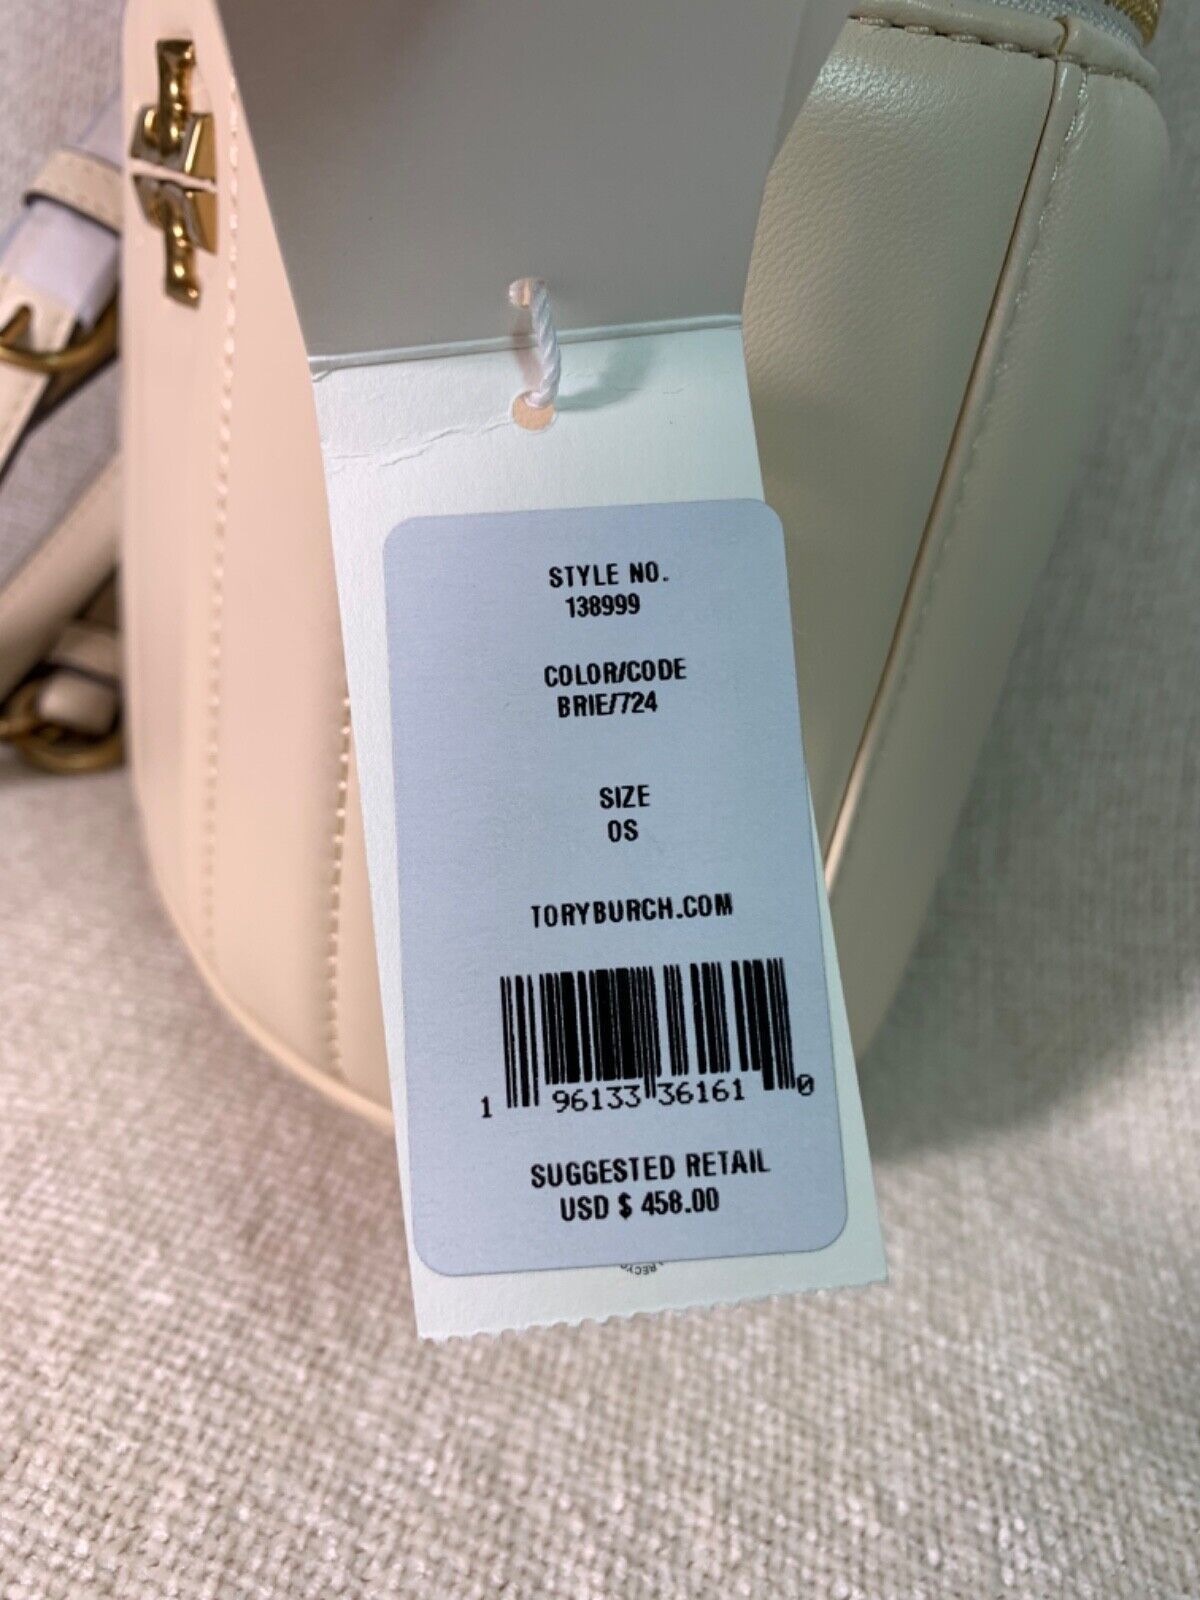 STYLE NO.
138999
COLOR/CODE
BRIE/724
SIZE
OS
TORYBURCH.COM
1 96133 36161 0
SUGGESTED RETAIL
USD $ 458.00